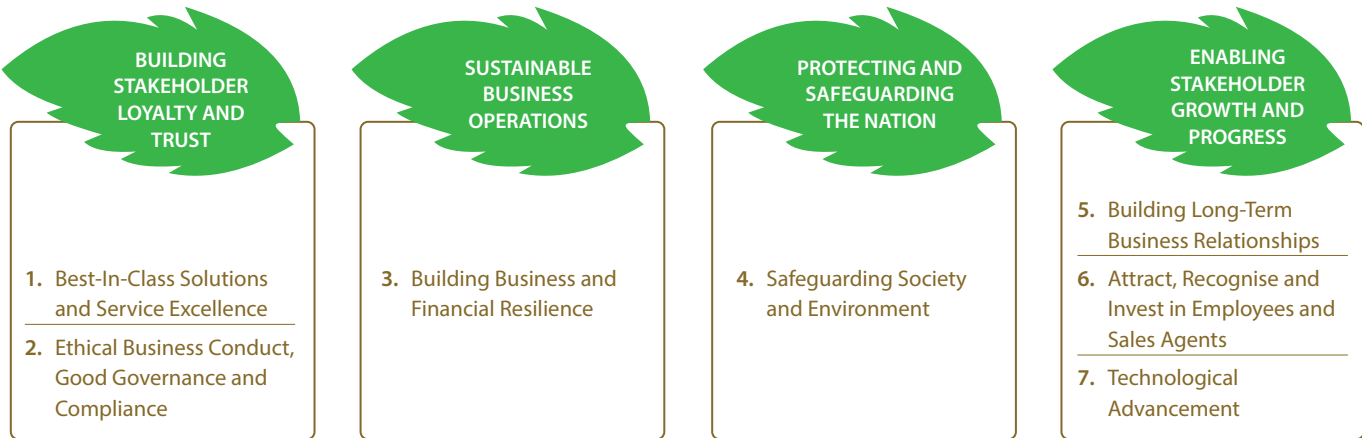 BUILDING
STAKEHOLDER
LOYALTY AND
TRUST
1. Best-In-Class Solutions
and Service Excellence
2. Ethical Business Conduct,
Good Governance and
Compliance
SUSTAINABLE
BUSINESS
OPERATIONS
3. Building Business and
Financial Resilience
PROTECTING AND
SAFEGUARDING
THE NATION
4. Safeguarding Society
and Environment
ENABLING
STAKEHOLDER
GROWTH AND
PROGRESS
5. Building Long-Term
Business Relationships
6. Attract, Recognise and
Invest in Employees and
Sales Agents
7. Technological
Advancement